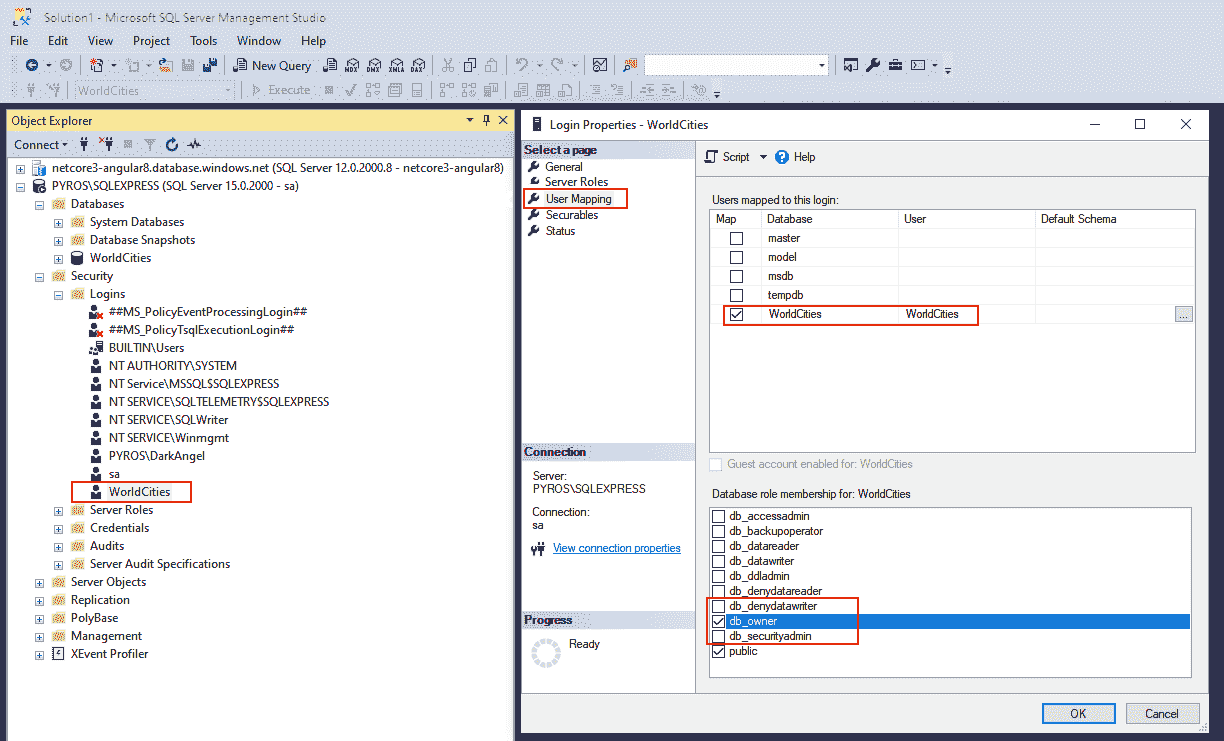 Solution1 - Microsoft SQL Server Management Studio
File Edit View Project Tools Window Help
New Query MDX DMX XMLA DAX
WorldCities Execute
Object Explorer
Connect
netcore3-angular8.database.windows.net (SQL Server 12.0.2000.8 - netcore3-angular8)
PYROS\SQLEXPRESS (SQL Server 15.0.2000 - sa)
Databases
System Databases
Database Snapshots
WorldCities
Security
Logins
##MS_PolicyEventProcessingLogin##
##MS_PolicyTsqlExecutionLogin##
BUILTIN\Users
NT AUTHORITY\SYSTEM
NT Service\MSSQL$SQLEXPRESS
NT SERVICE\SQLTELEMETRY$SQLEXPRESS
NT SERVICE\SQLWriter
NT SERVICE\Winmgmt
PYROS\DarkAngel
sa
WorldCities
Server Roles
Credentials
Audits
Server Audit Specifications
Server Objects
Replication
PolyBase
Management
XEvent Profiler
Login Properties - WorldCities
Select a page
General
Server Roles
User Mapping
Securables
Status
Connection
Server:
PYROS\SQLEXPRESS
Connection:
sa
View connection properties
Progress
Ready
Script Help
Users mapped to this login:
Map Database User Default Schema
master
model
msdb
tempdb
WorldCities WorldCities ...
Guest account enabled for: WorldCities
Database role membership for: WorldCities
db_accessadmin
db_backupoperator
db_datareader
db_datawriter
db_ddladmin
db_denydatareader
db_denydatawriter
db_owner
db_securityadmin
public
OK Cancel